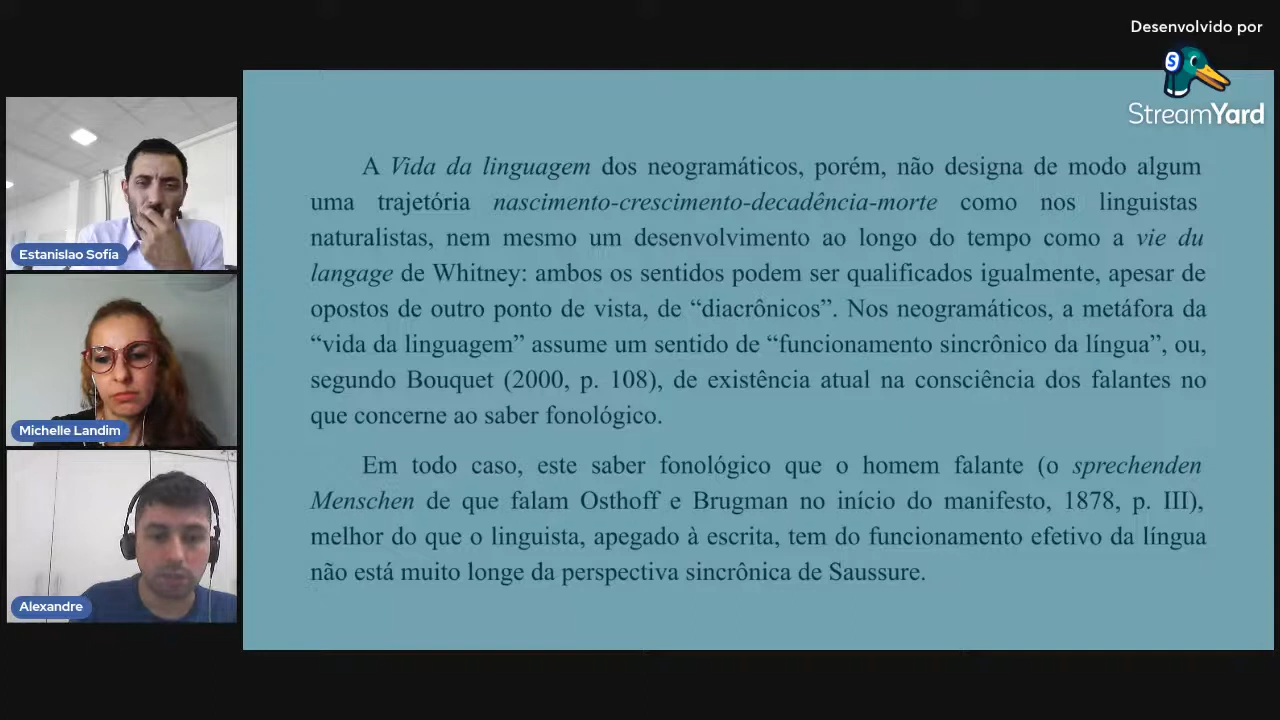 Desenvolvido por
StreamYard
Estanislao Sofía
Michelle Landim
Alexandre
A Vida da linguagem dos neogramáticos, porém, não designa de modo algum
uma trajetória nascimento-crescimento-decadência-morte como nos linguistas
naturalistas, nem mesmo um desenvolvimento ao longo do tempo como a vie du
langage de Whitney: ambos os sentidos podem ser qualificados igualmente, apesar de
opostos de outro ponto de vista, de “diacrônicos”. Nos neogramáticos, a metáfora da
“vida da linguagem” assume um sentido de “funcionamento sincrônico da língua”, ou,
segundo Bouquet (2000, p. 108), de existência atual na consciência dos falantes no
que concerne ao saber fonológico.
Em todo caso, este saber fonológico que o homem falante (o sprechenden
Menschen de que falam Osthoff e Brugman no início do manifesto, 1878, p. III),
melhor do que o linguista, apegado à escrita, tem do funcionamento efetivo da língua
não está muito longe da perspectiva sincrônica de Saussure.